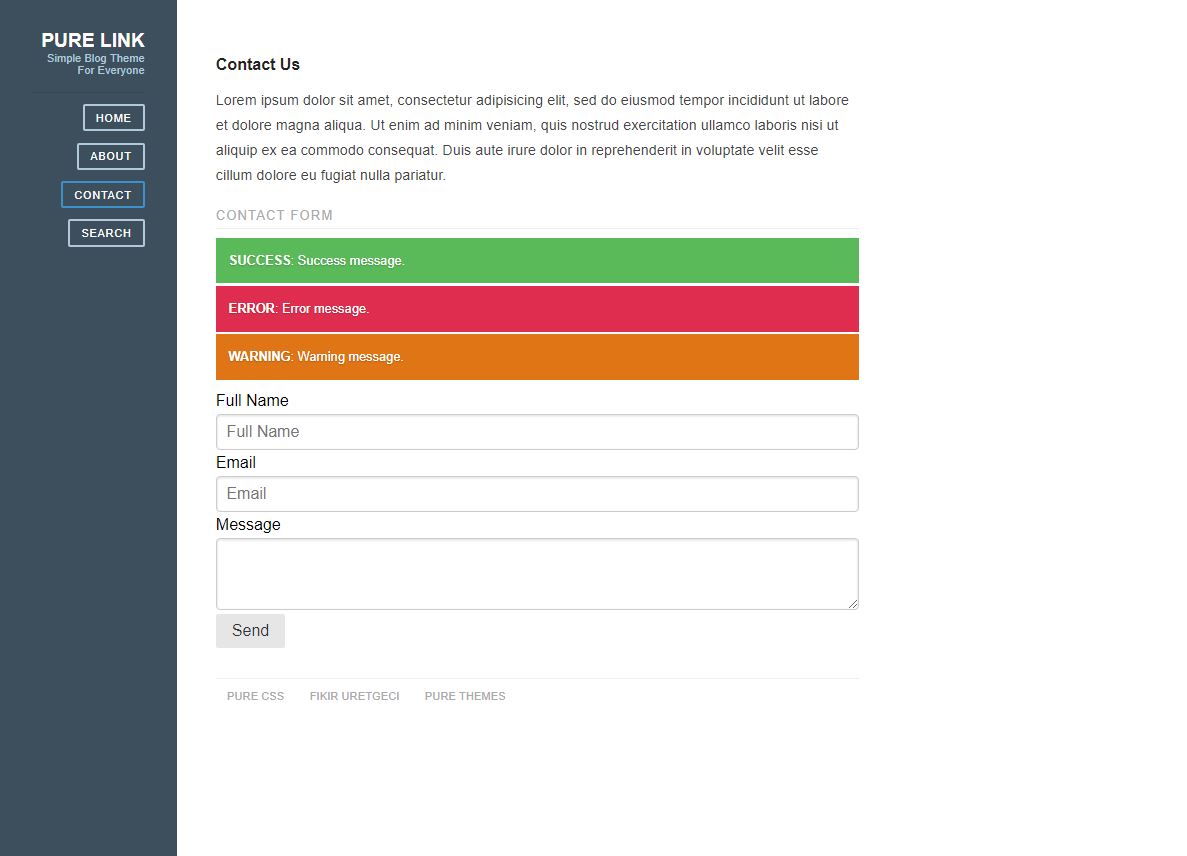 PURE LINK
Simple Blog Theme
For Everyone
HOME
ABOUT
CONTACT
SEARCH
Contact Us
Lorem ipsum dolor sit amet, consectetur adipisicing elit, sed do eiusmod tempor incididunt ut labore
et dolore magna aliqua. Ut enim ad minim veniam, quis nostrud exercitation ullamco laboris nisi ut
aliquip ex ea commodo consequat. Duis aute irure dolor in reprehenderit in voluptate velit esse
cillum dolore eu fugiat nulla pariatur.
CONTACT FORM
SUCCESS: Success message.
ERROR: Error message.
WARNING: Warning message.
Full Name
Full Name
Email
Email
Message
Send
PURE CSS FIKIR URETGECI PURE THEMES